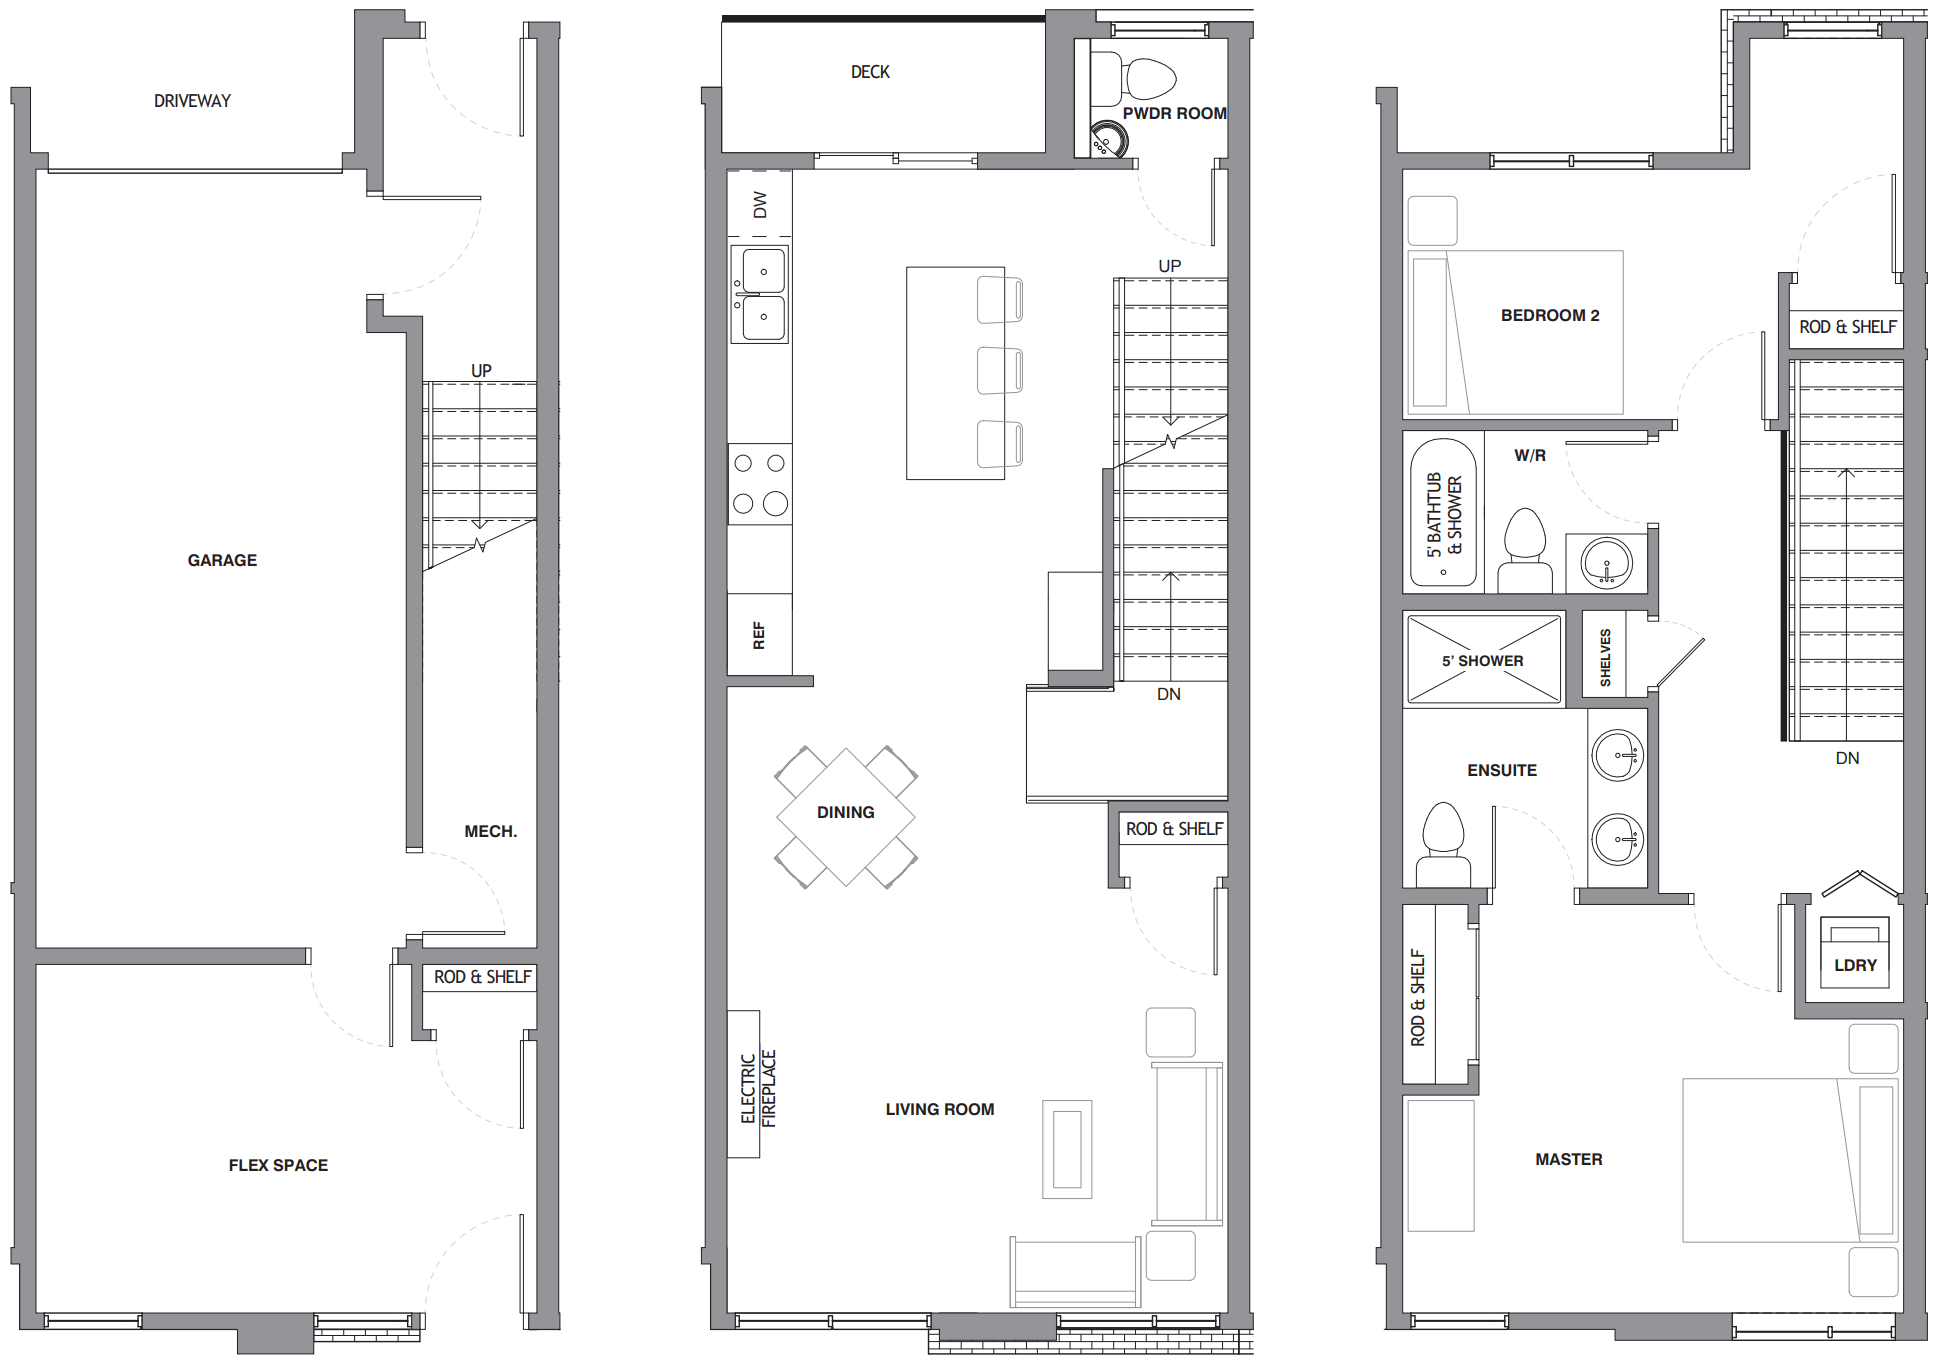 DRIVEWAY
UP
GARAGE
MECH.
ROD & SHELF
FLEX SPACE
DECK
PWDR ROOM
DW
UP
REF
DN
DINING
ROD & SHELF
ELECTRIC
FIREPLACE
LIVING ROOM
BEDROOM 2
ROD & SHELF
W/R
5' BATHTUB
& SHOWER
5' SHOWER
SHELVES
DN
ENSUITE
ROD & SHELF
LDRY
MASTER